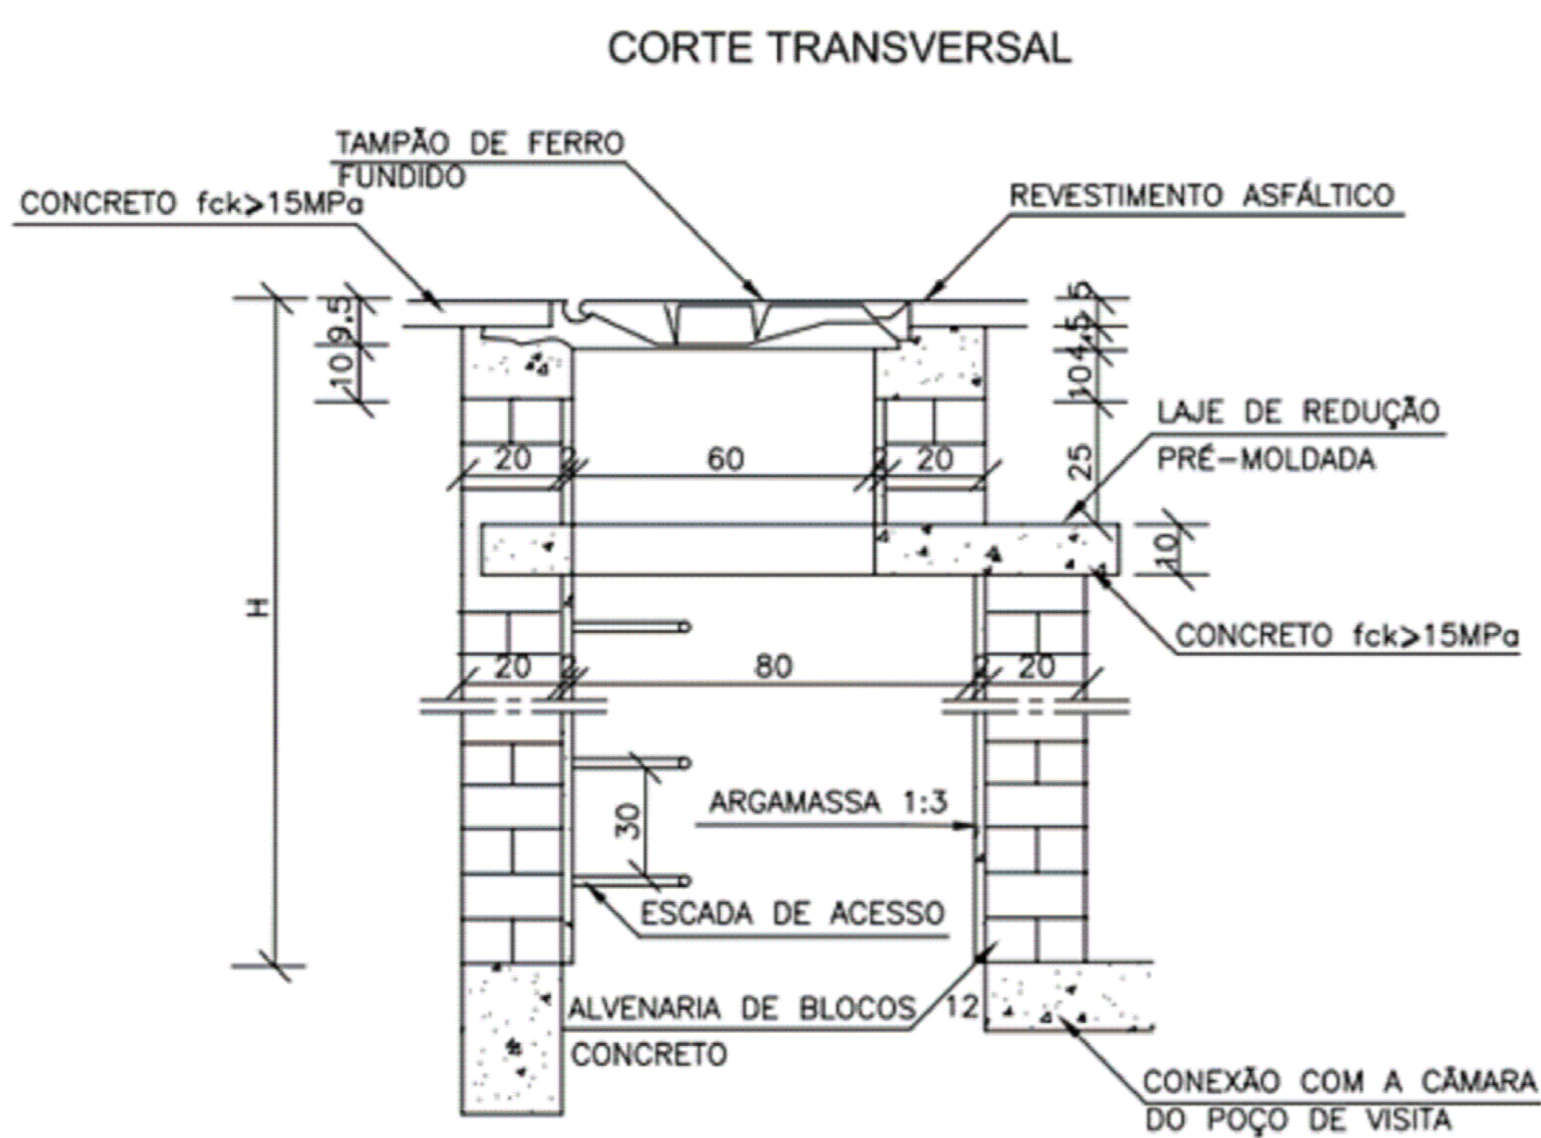 CORTE TRANSVERSAL
TAMPÃO DE FERRO
FUNDIDO
CONCRETO fck>15MPa
REVESTIMENTO ASFÁLTICO
9,5
10
5
4,5
10
25
LAJE DE REDUÇÃO
PRÉ-MOLDADA
20 2 60 2 20
10
H
CONCRETO fck>15MPa
20 2 80 2 20
30
ARGAMASSA 1:3
ESCADA DE ACESSO
ALVENARIA DE BLOCOS
CONCRETO
12
CONEXÃO COM A CÂMARA
DO POÇO DE VISITA